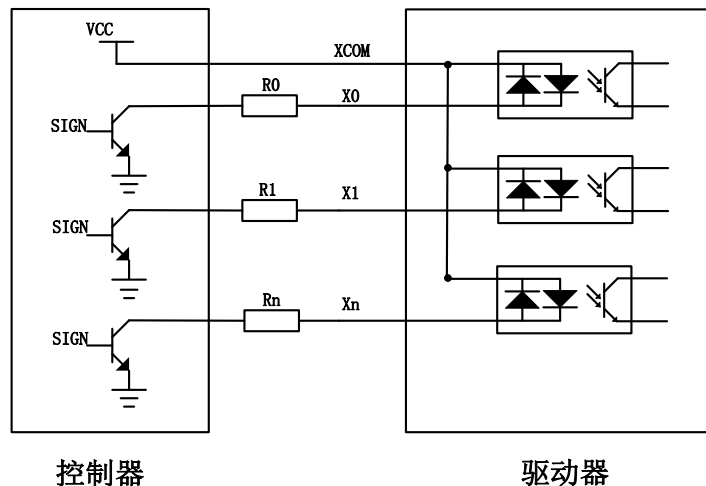 VCC
XCOM
R0
X0
SIGN
R1
X1
SIGN
Rn
Xn
SIGN
控制器
驱动器